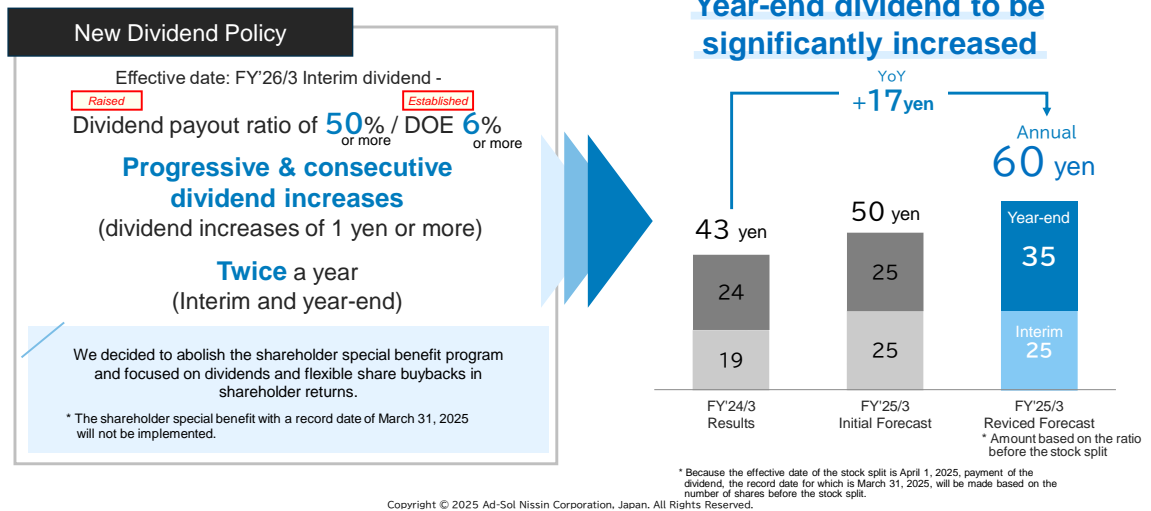 New Dividend Policy
Effective date: FY'26/3 Interim dividend -
Raised
Established
Dividend payout ratio of 50% / DOE 6%
or more
or more
Progressive & consecutive
dividend increases
(dividend increases of 1 yen or more)
Twice a year
(Interim and year-end)
We decided to abolish the shareholder special benefit program
and focused on dividends and flexible share buybacks in
shareholder returns.
* The shareholder special benefit with a record date of March 31, 2025
will not be implemented.
Year-end dividend to be
significantly increased
YoY
+17yen
Annual
60 yen
43 yen
24
19
FY'24/3
Results
50 yen
25
25
FY'25/3
Initial Forecast
Year-end
35
Interim
25
FY'25/3
Reviced Forecast
* Amount based on the ratio
before the stock split
* Because the effective date of the stock split is April 1, 2025, payment of the
dividend, the record date for which is March 31, 2025, will be made based on the
number of shares before the stock split.
Copyright © 2025 Ad-Sol Nissin Corporation, Japan. All Rights Reserved.